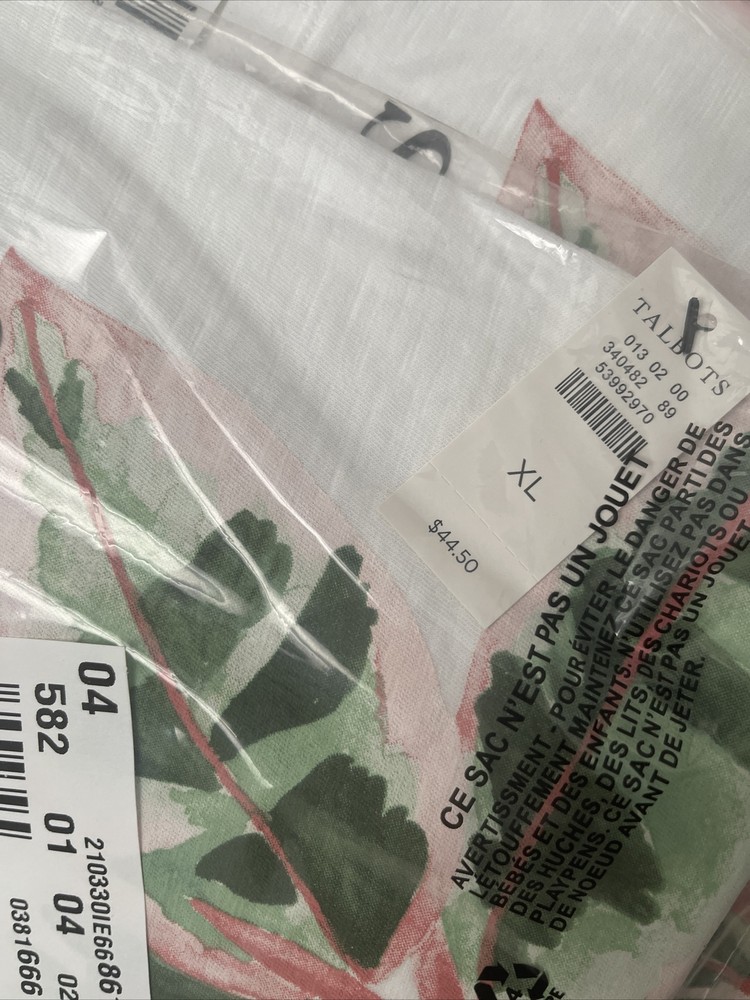 S
TALBOTS
013 02 00
340482 89
53992970
XL
$44.50
CE SAC N'EST PAS UN JOUET
AVERTISSMENT - POUR ÉVITER LE DANGER DE
L'ÉTOUFFEMENT, MAINTENEZ CE SAC PARTI DES
BÉBÉS ET DES ENFANTS. N'UTILISEZ PAS DANS
DES HUCHES, DES LITS, DES CHARIOTS OU
PLAYPENS. CE SAC N'EST PAS UN JOUET
DE NOEUD AVANT DE JETER.
4
04
582 01 04
210330IE6686
02
0381666